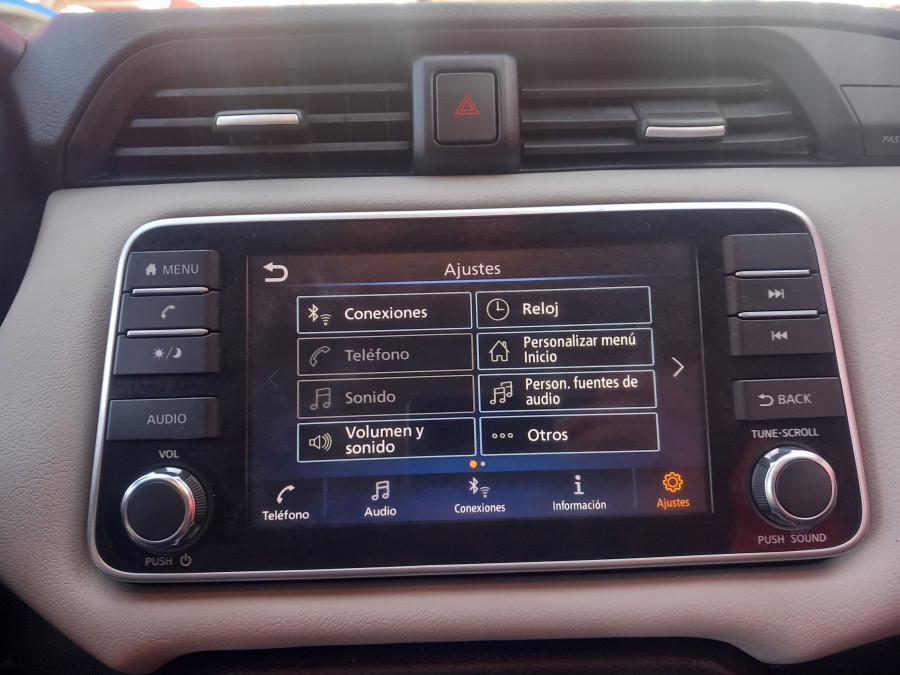 PAS
MENU
AUDIO
VOL
PUSH
Ajustes
Conexiones
Teléfono
Sonido
Volumen y
sonido
Reloj
Personalizar menú
Inicio
Person. fuentes de
audio
Otros
Teléfono
Audio
Conexiones
Información
Ajustes
BACK
TUNE·SCROLL
PUSH SOUND